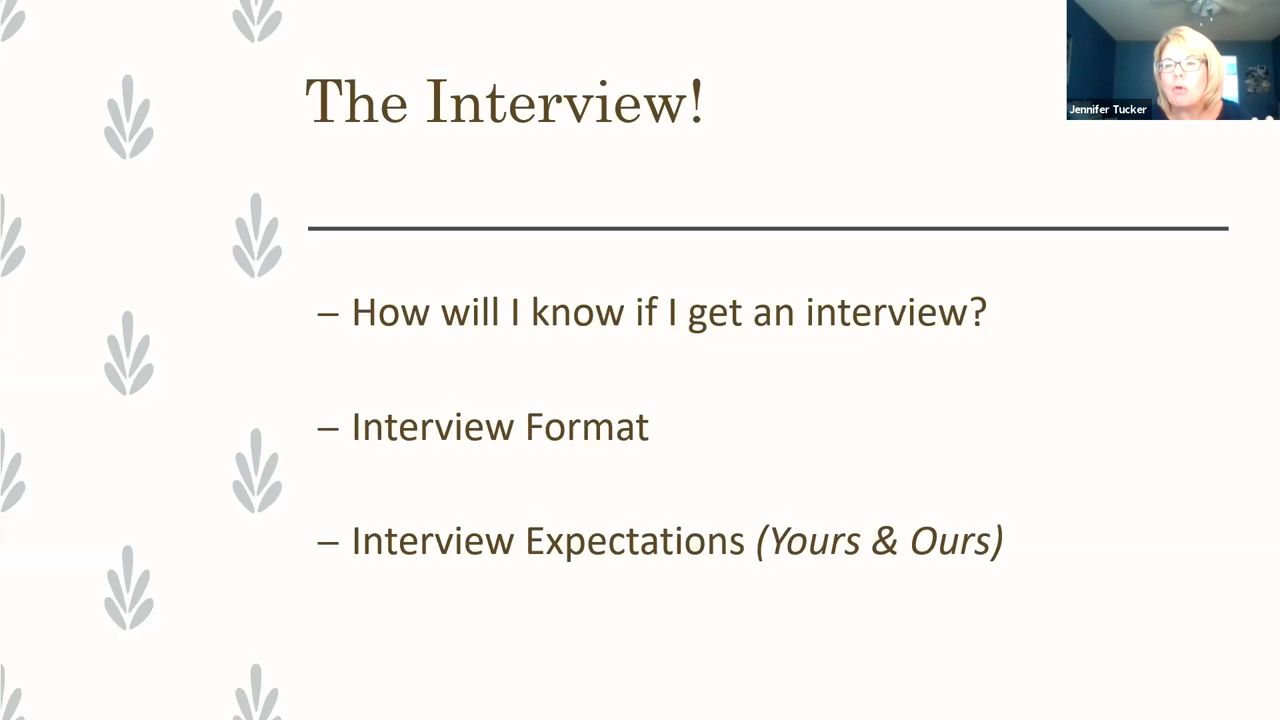 The Interview!
Jennifer Tucker
– How will I know if I get an interview?
– Interview Format
– Interview Expectations (Yours & Ours)